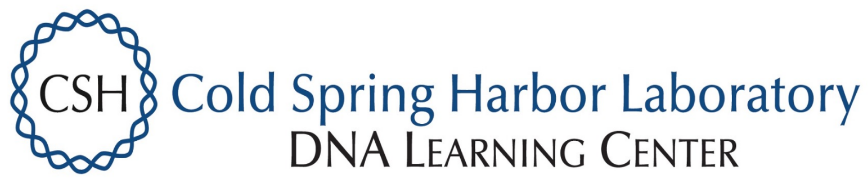 CSH Cold Spring Harbor Laboratory
DNA LEARNING CENTER